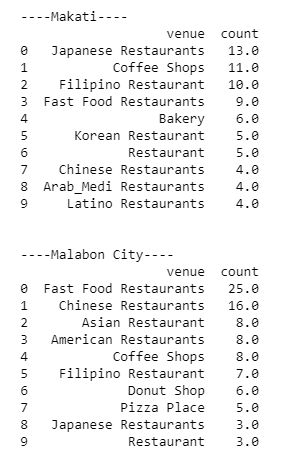 ----Makati----
venue count
0 Japanese Restaurants 13.0
1 Coffee Shops 11.0
2 Filipino Restaurant 10.0
3 Fast Food Restaurants 9.0
4 Bakery 6.0
5 Korean Restaurant 5.0
6 Restaurant 5.0
7 Chinese Restaurants 4.0
8 Arab_Medi Restaurants 4.0
9 Latino Restaurants 4.0
----Malabon City----
venue count
0 Fast Food Restaurants 25.0
1 Chinese Restaurants 16.0
2 Asian Restaurant 8.0
3 American Restaurants 8.0
4 Coffee Shops 8.0
5 Filipino Restaurant 7.0
6 Donut Shop 6.0
7 Pizza Place 5.0
8 Japanese Restaurants 3.0
9 Restaurant 3.0